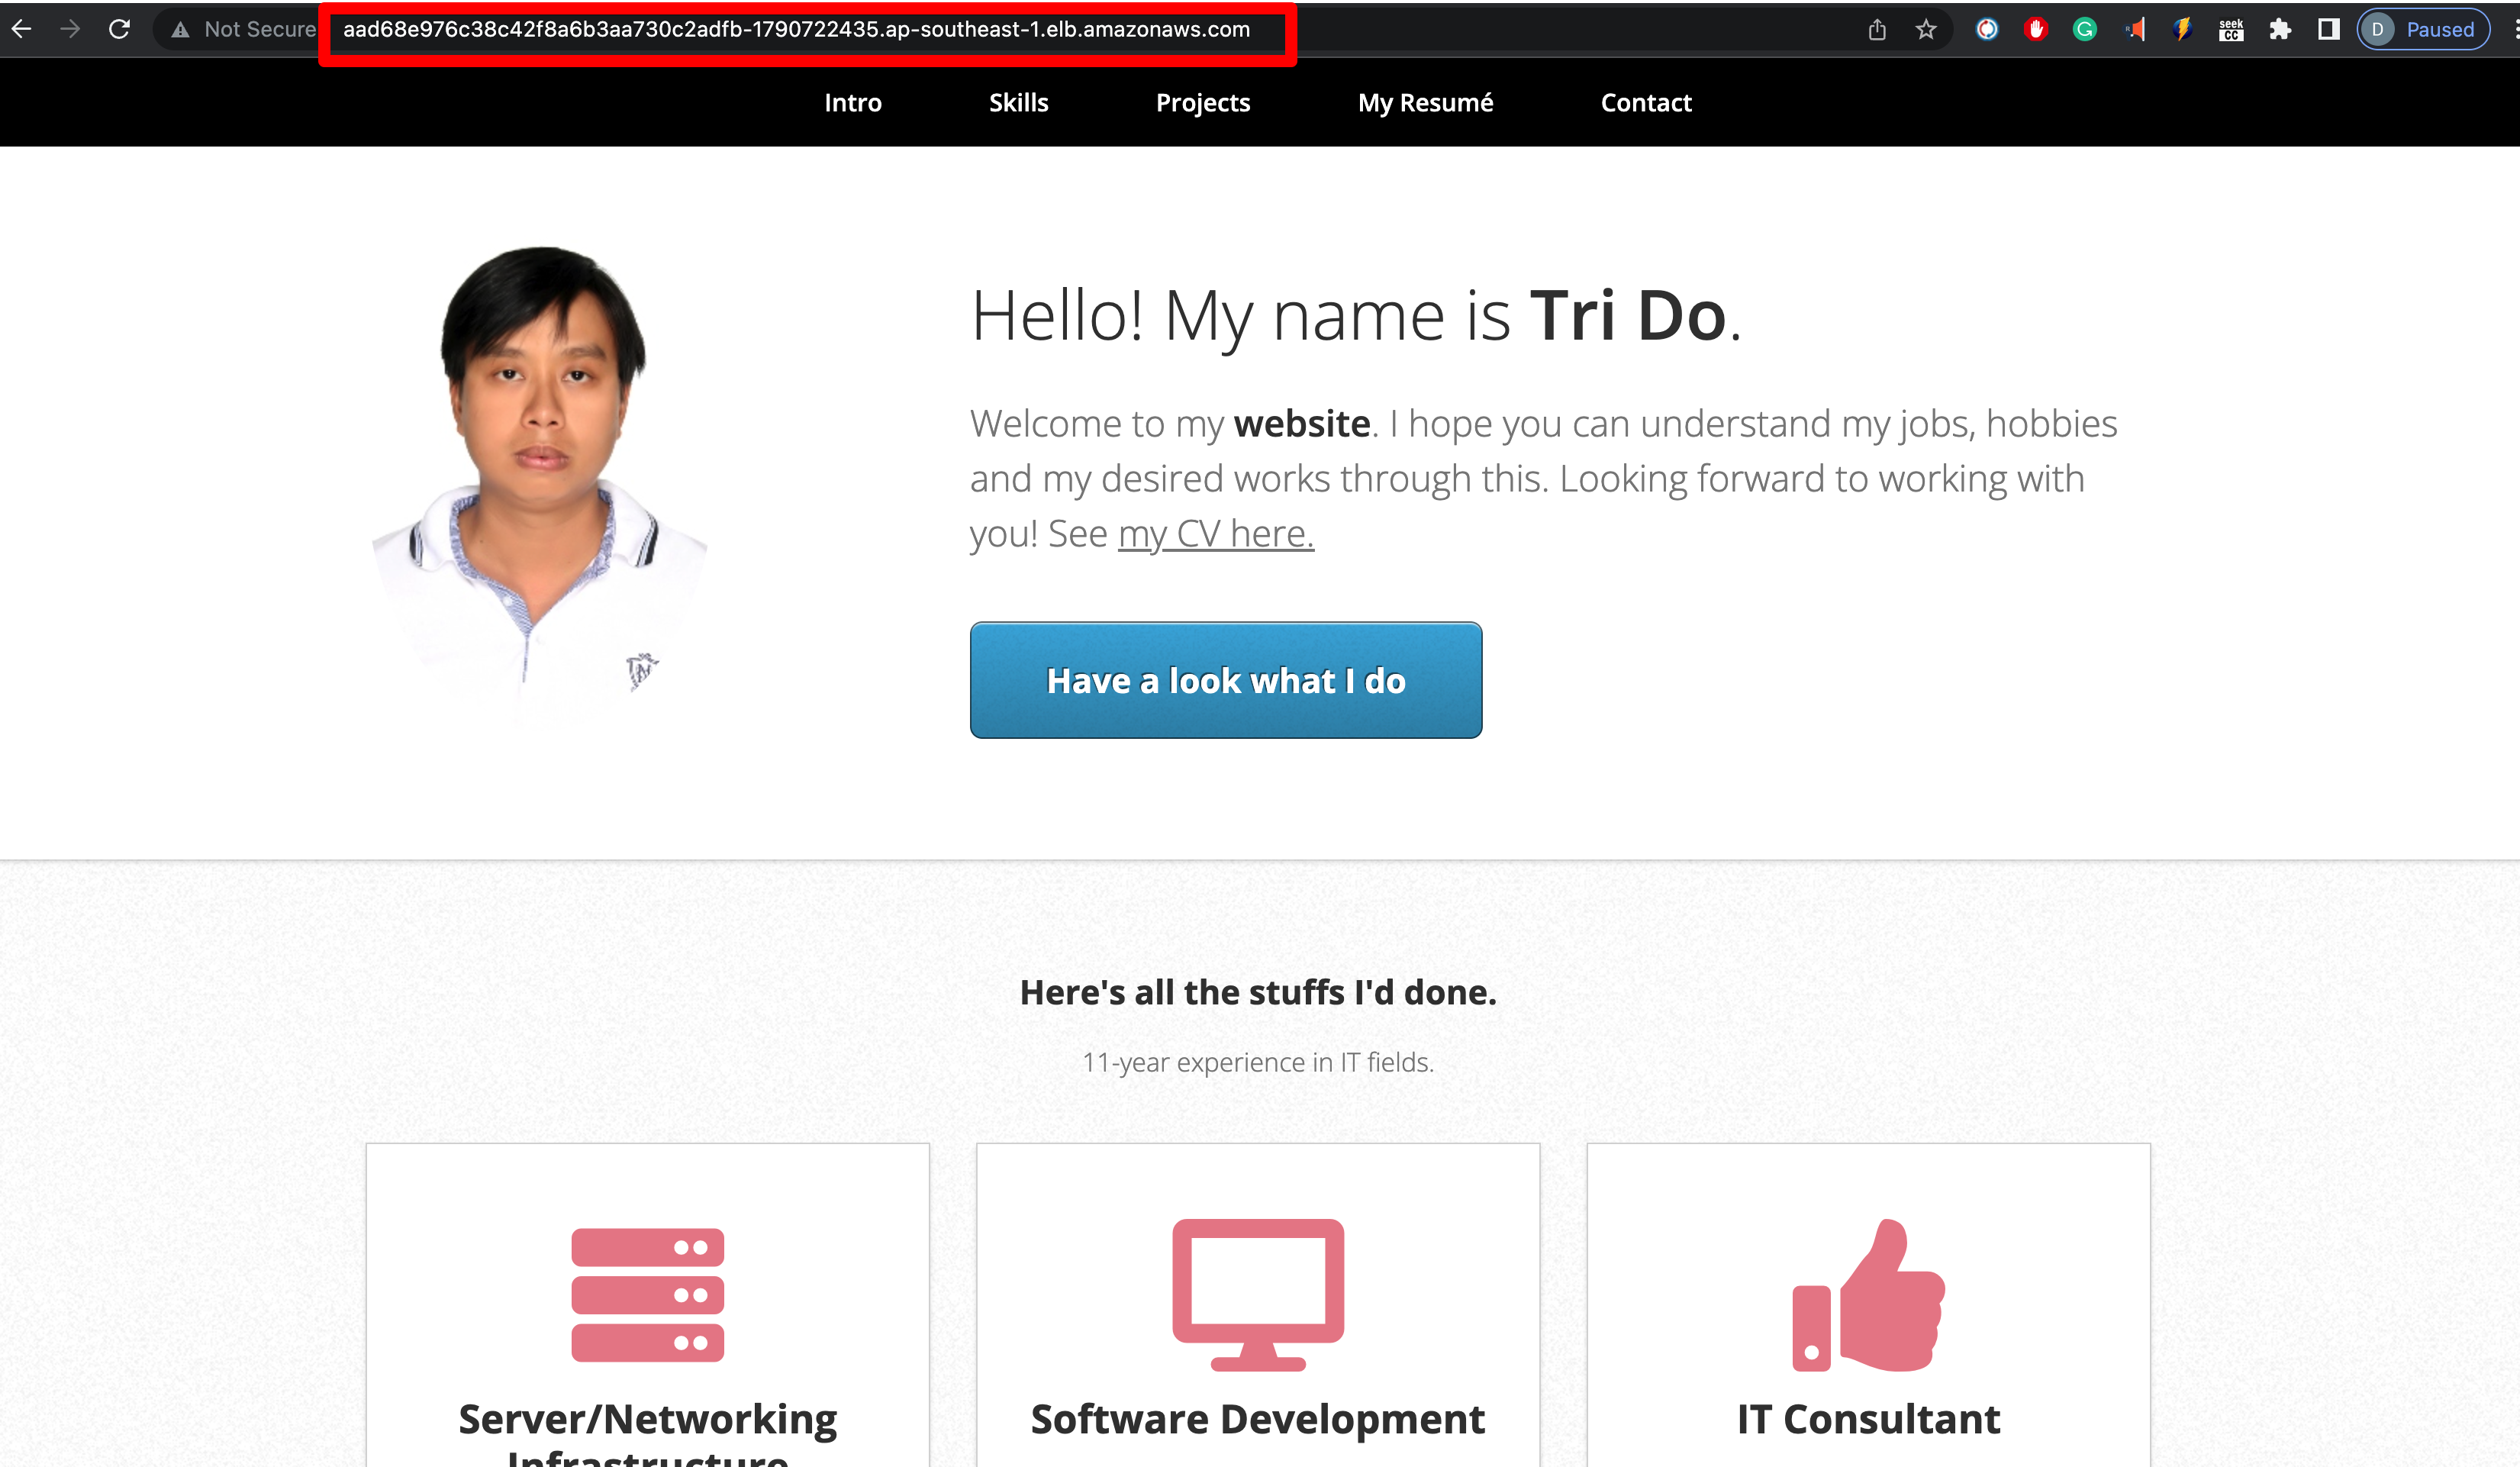 Not Secure aad68e976c38c42f8a6b3aa730c2adfb-1790722435.ap-southeast-1.elb.amazonaws.com seek CC D Paused
Intro Skills Projects My Resumé Contact
Hello! My name is Tri Do.
Welcome to my website. I hope you can understand my jobs, hobbies
and my desired works through this. Looking forward to working with
you! See my CV here.
Have a look what I do
Here's all the stuffs I'd done.
11-year experience in IT fields.
Server/Networking
Infrastructure
Software Development
IT Consultant